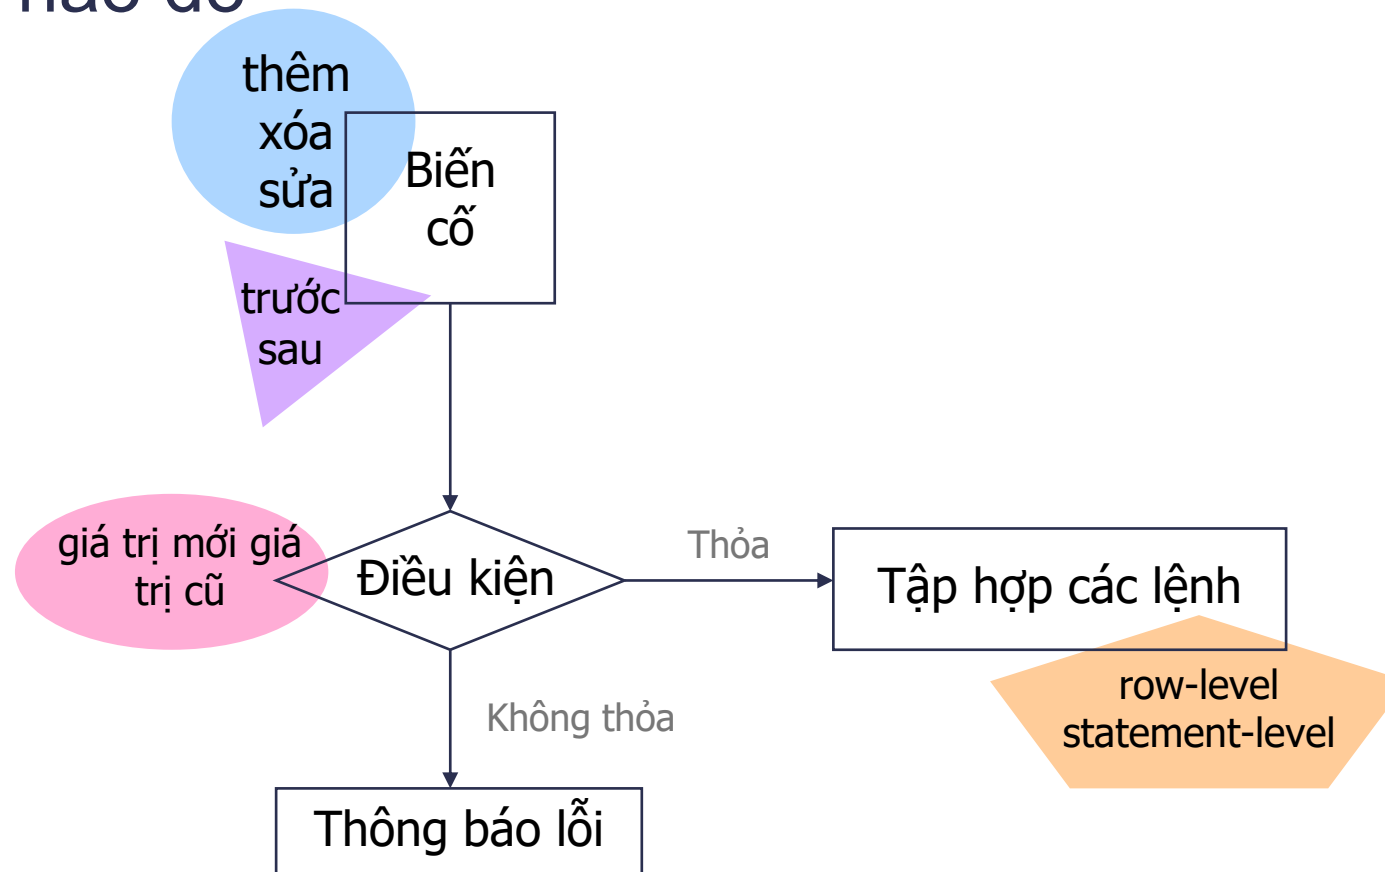 thêm
xóa
sửa
Biến
cố
trước
sau
giá trị mới giá
trị cũ
Điều kiện
Thỏa
Tập hợp các lệnh
row-level
statement-level
Không thỏa
Thông báo lỗi